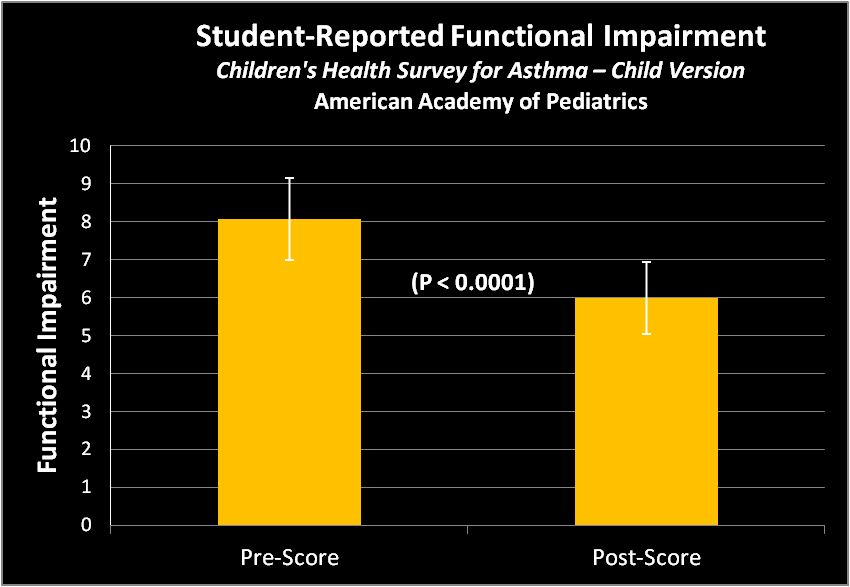 Student-Reported Functional Impairment
Children's Health Survey for Asthma – Child Version
American Academy of Pediatrics
Functional Impairment
10
9
8
7
6
5
4
3
2
1
0
(P < 0.0001)
Pre-Score
Post-Score